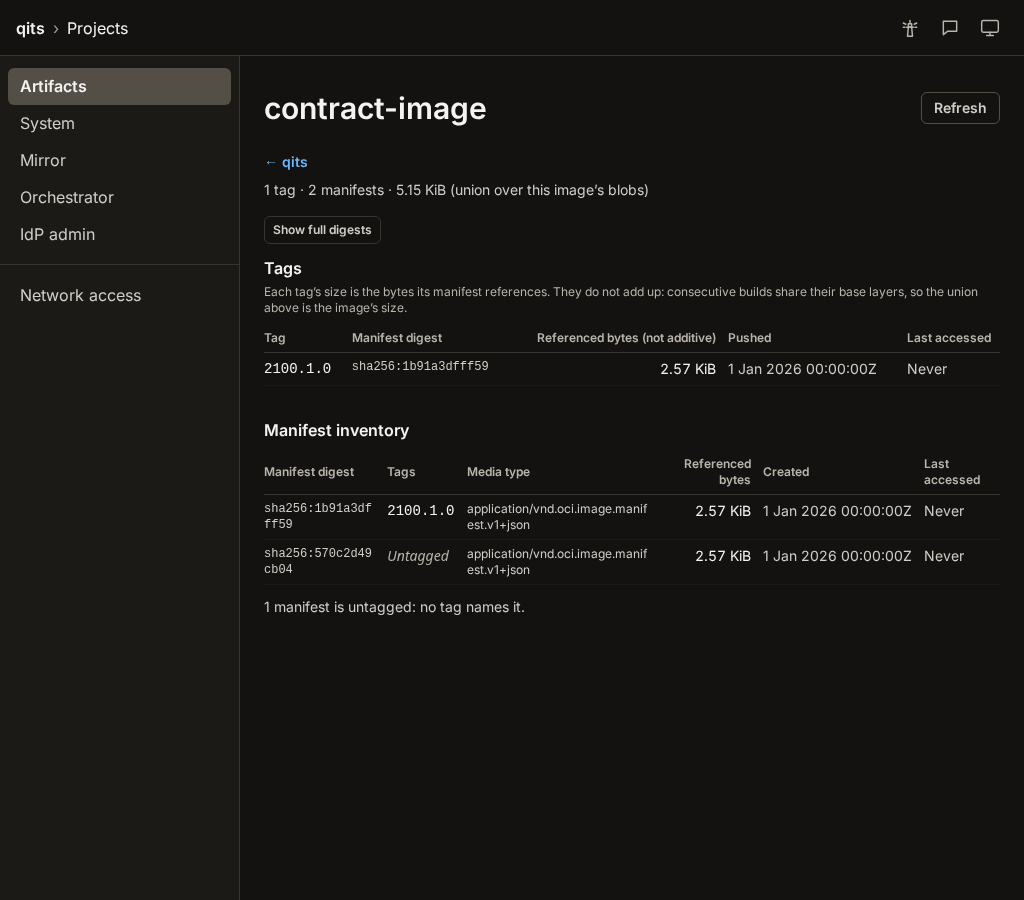 qits › Projects
Artifacts
System
Mirror
Orchestrator
IdP admin
Network access
contract-image
Refresh
← qits
1 tag · 2 manifests · 5.15 KiB (union over this image’s blobs)
Show full digests
Tags
Each tag’s size is the bytes its manifest references. They do not add up: consecutive builds share their base layers, so the union
above is the image’s size.
Tag Manifest digest Referenced bytes (not additive) Pushed Last accessed
2100.1.0 sha256:1b91a3dfff59 2.57 KiB 1 Jan 2026 00:00:00Z Never
Manifest inventory
Manifest digest Tags Media type Referenced bytes Created Last accessed
sha256:1b91a3df 2100.1.0 application/vnd.oci.image.manif 2.57 KiB 1 Jan 2026 00:00:00Z Never
ff59 est.v1+json
sha256:570c2d49 Untagged application/vnd.oci.image.manif 2.57 KiB 1 Jan 2026 00:00:00Z Never
cb04 est.v1+json
1 manifest is untagged: no tag names it.